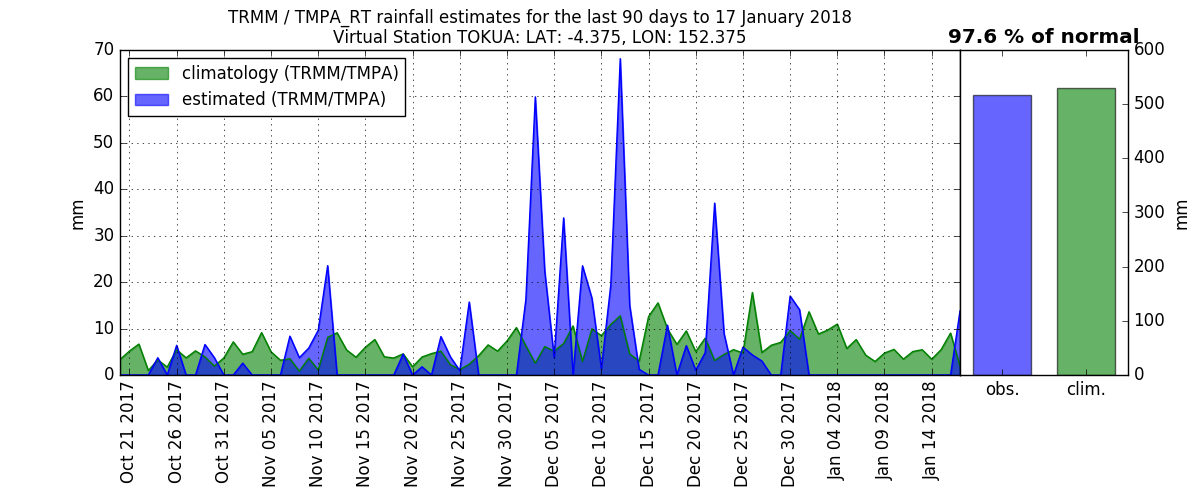 TRMM / TMPA_RT rainfall estimates for the last 90 days to 17 January 2018
Virtual Station TOKUA: LAT: -4.375, LON: 152.375
97.6 % of normal
climatology (TRMM/TMPA)
estimated (TRMM/TMPA)
70
60
50
40
30
20
10
0
mm
Oct 21 2017
Oct 26 2017
Oct 31 2017
Nov 05 2017
Nov 10 2017
Nov 15 2017
Nov 20 2017
Nov 25 2017
Nov 30 2017
Dec 05 2017
Dec 10 2017
Dec 15 2017
Dec 20 2017
Dec 25 2017
Dec 30 2017
Jan 04 2018
Jan 09 2018
Jan 14 2018
obs.
clim.
600
500
400
300
200
100
0
mm